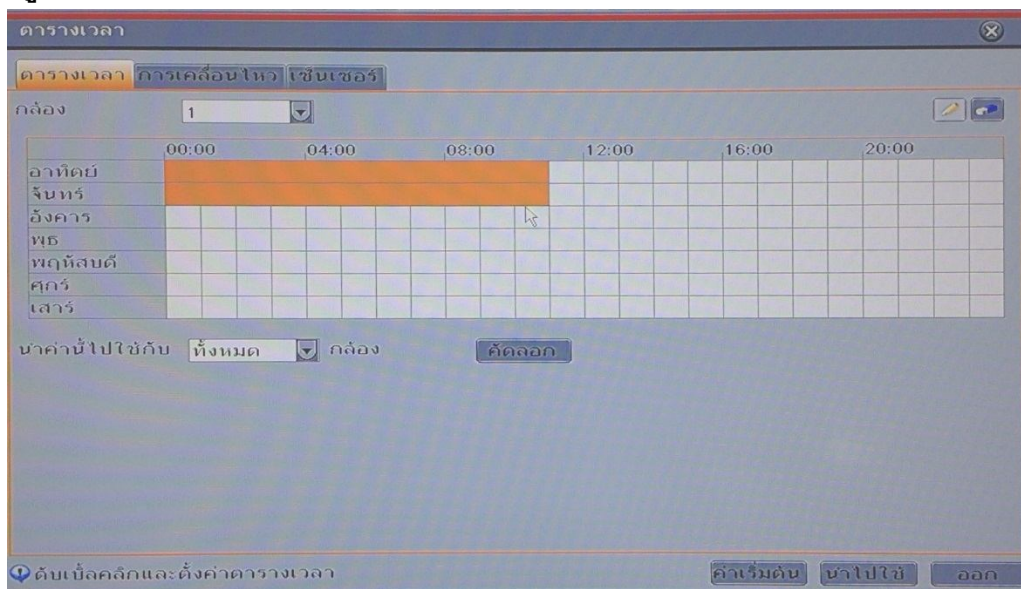 ตารางเวลา
ตารางเวลา การเคลื่อนไหว เซ็นเซอร์
กล้อง 1
00:00 04:00 08:00 12:00 16:00 20:00
อาทิตย์
จันทร์
อังคาร
พุธ
พฤหัสบดี
ศุกร์
เสาร์
นำค่านี้ไปใช้กับ ทั้งหมด กล้อง คัดลอก
ดับเบิ้ลคลิกและตั้งค่าตารางเวลา ค่าเริ่มต้น นำไปใช้ ออก